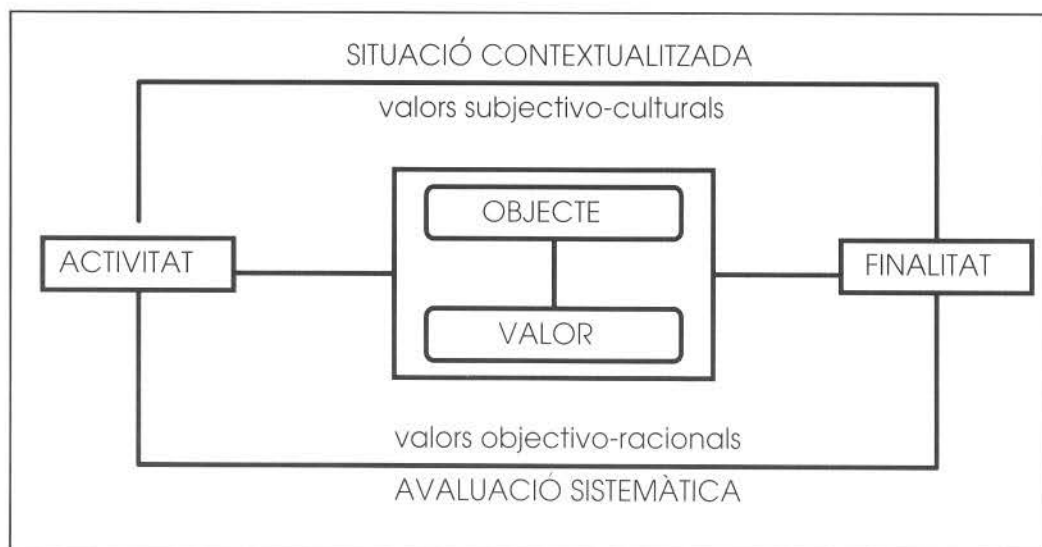 SITUACIÓ CONTEXTUALITZADA
valors subjectivo-culturals
OBJECTE
ACTIVITAT
FINALITAT
VALOR
valors objectivo-racionals
AVALUACIÓ SISTEMÀTICA